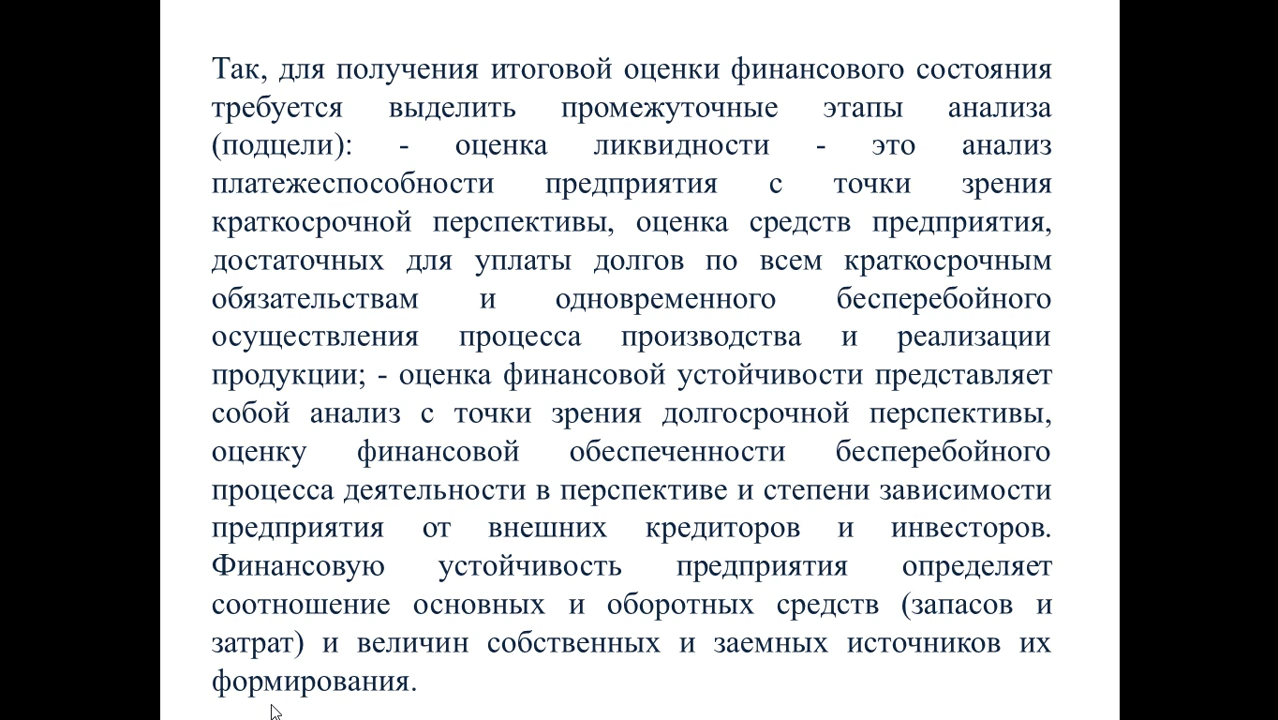 Так, для получения итоговой оценки финансового состояния
требуется выделить промежуточные этапы анализа
(подцели): - оценка ликвидности - это анализ
платежеспособности предприятия с точки зрения
краткосрочной перспективы, оценка средств предприятия,
достаточных для уплаты долгов по всем краткосрочным
обязательствам и одновременного бесперебойного
осуществления процесса производства и реализации
продукции; - оценка финансовой устойчивости представляет
собой анализ с точки зрения долгосрочной перспективы,
оценку финансовой обеспеченности бесперебойного
процесса деятельности в перспективе и степени зависимости
предприятия от внешних кредиторов и инвесторов.
Финансовую устойчивость предприятия определяет
соотношение основных и оборотных средств (запасов и
затрат) и величин собственных и заемных источников их
формирования.